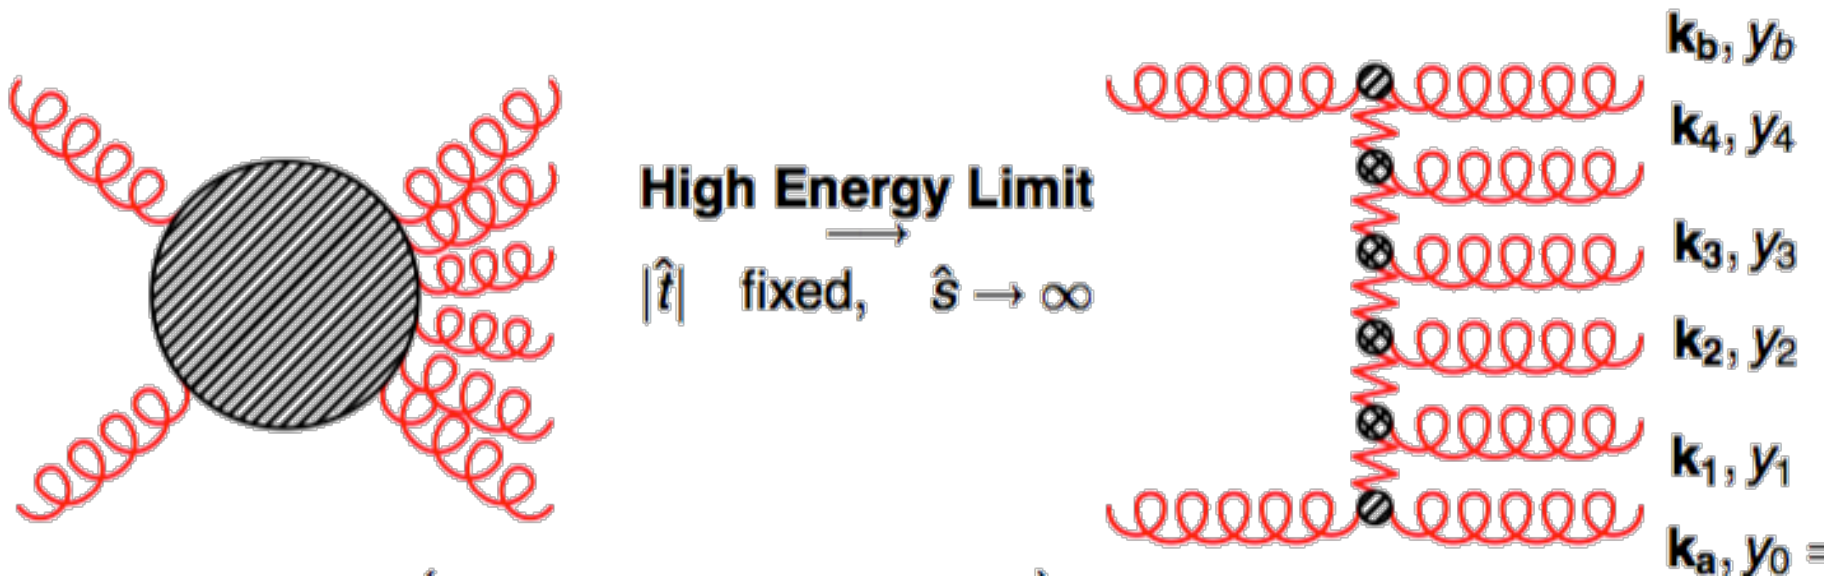 k_b, y_b
k_4, y_4
High Energy Limit
⟶
|t̂| fixed, ŝ → ∞
k_3, y_3
k_2, y_2
k_1, y_1
k_a, y_0 =